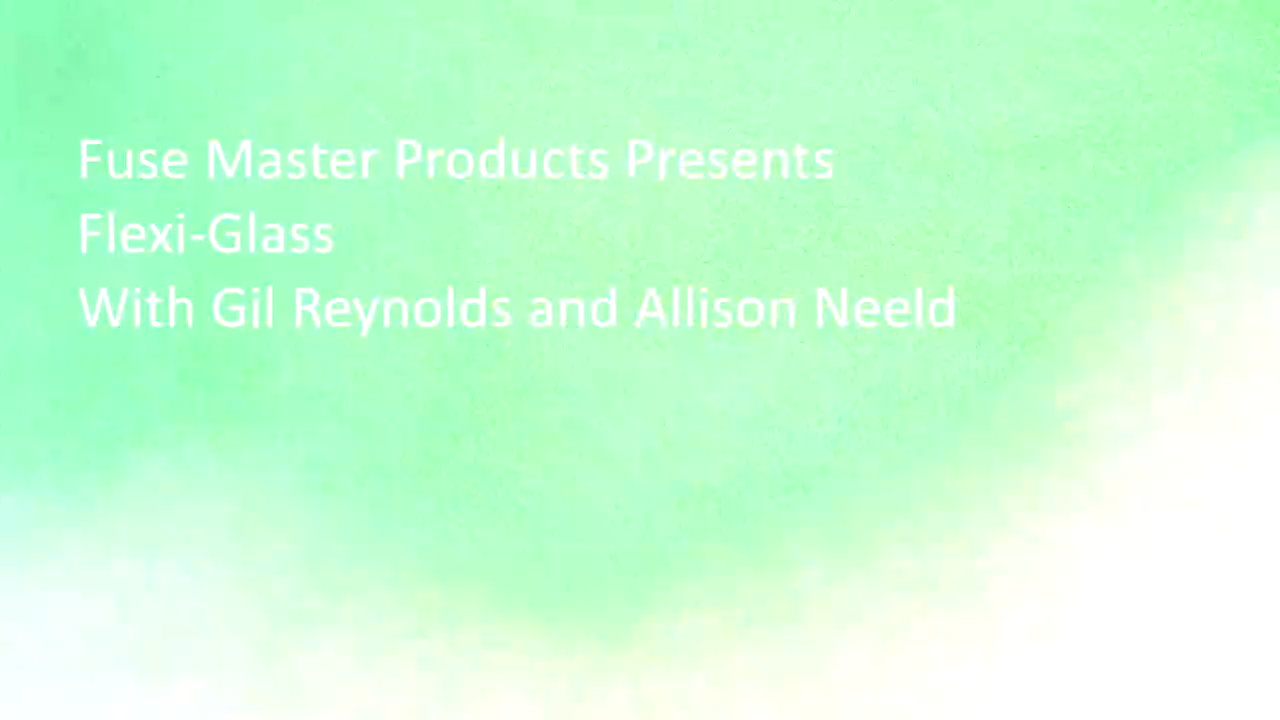 Fuse Master Products Presents
Flexi-Glass
With Gil Reynolds and Allison Neeld